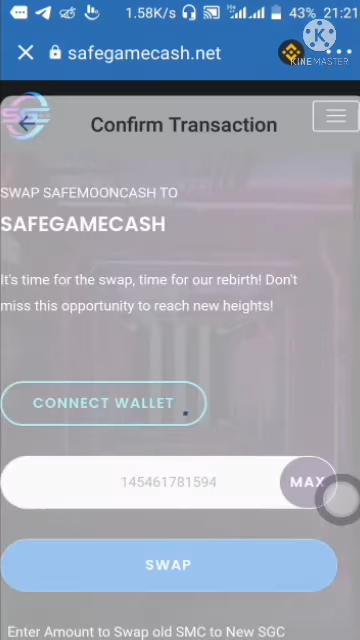 1.58K/s 43% 21:21
safegamecash.net
KINEMASTER
Confirm Transaction
SWAP SAFEMOONCASH TO
SAFEGAMECASH
It's time for the swap, time for our rebirth! Don't
miss this opportunity to reach new heights!
CONNECT WALLET
145461781594 MAX
SWAP
Enter Amount to Swap old SMC to New SGC